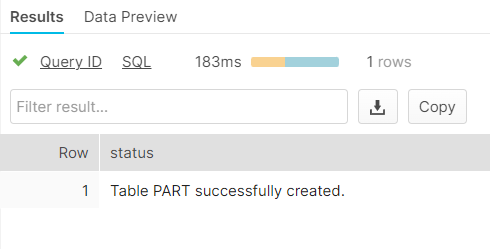 Results Data Preview
Query ID SQL 183ms 1 rows
Filter result... Copy
Row status
1 Table PART successfully created.